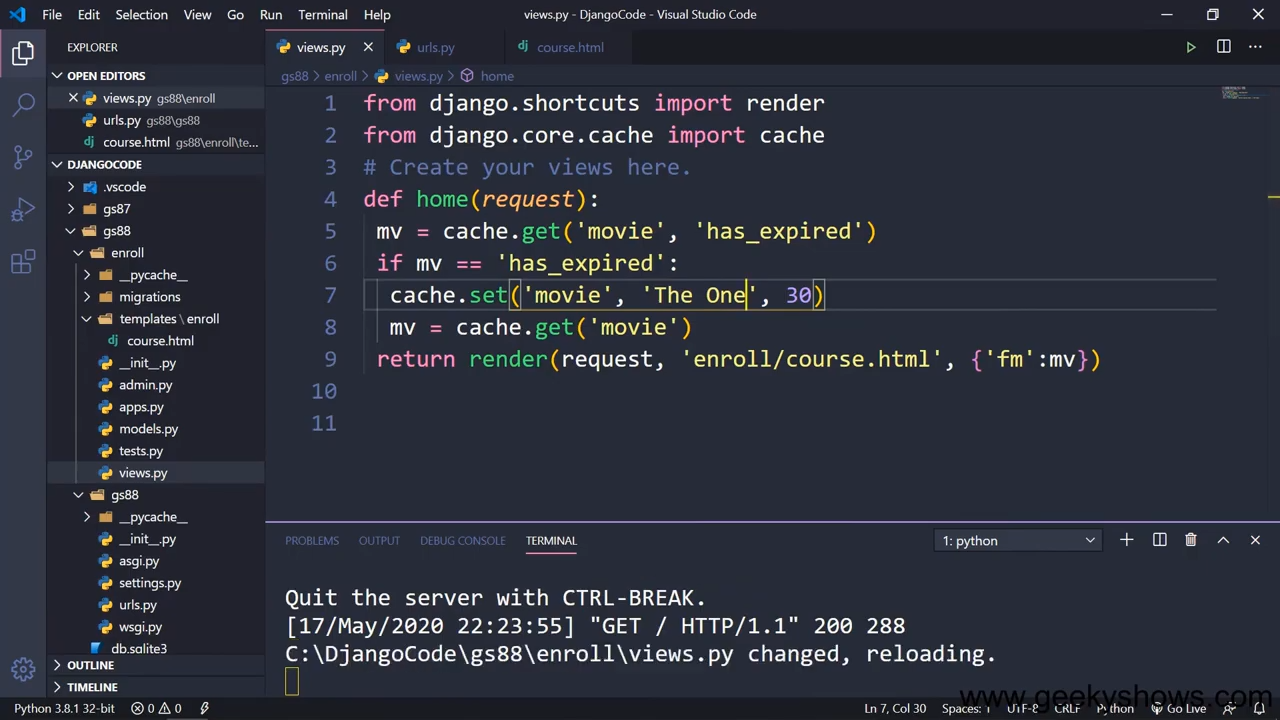 File Edit Selection View Go Run Terminal Help views.py - DjangoCode - Visual Studio Code
EXPLORER
OPEN EDITORS
views.py gs88\enroll
urls.py gs88\gs88
course.html gs88\enroll\te...
DJANGOCODE
.vscode
gs87
gs88
enroll
__pycache__
migrations
templates \ enroll
course.html
__init__.py
admin.py
apps.py
models.py
tests.py
views.py
gs88
__pycache__
__init__.py
asgi.py
settings.py
urls.py
wsgi.py
db.sqlite3
OUTLINE
TIMELINE
views.py urls.py course.html
gs88 > enroll > views.py > home
1 from django.shortcuts import render
2 from django.core.cache import cache
3 # Create your views here.
4 def home(request):
5 mv = cache.get('movie', 'has_expired')
6 if mv == 'has_expired':
7 cache.set('movie', 'The One', 30)
8 mv = cache.get('movie')
9 return render(request, 'enroll/course.html', {'fm':mv})
10
11
PROBLEMS OUTPUT DEBUG CONSOLE TERMINAL 1: python
Quit the server with CTRL-BREAK.
[17/May/2020 22:23:55] "GET / HTTP/1.1" 200 288
C:\DjangoCode\gs88\enroll\views.py changed, reloading.
www.geekyshows.com
Python 3.8.1 32-bit 0 0 Ln 7, Col 30 Spaces: 1 UTF-8 CRLF Python Go Live